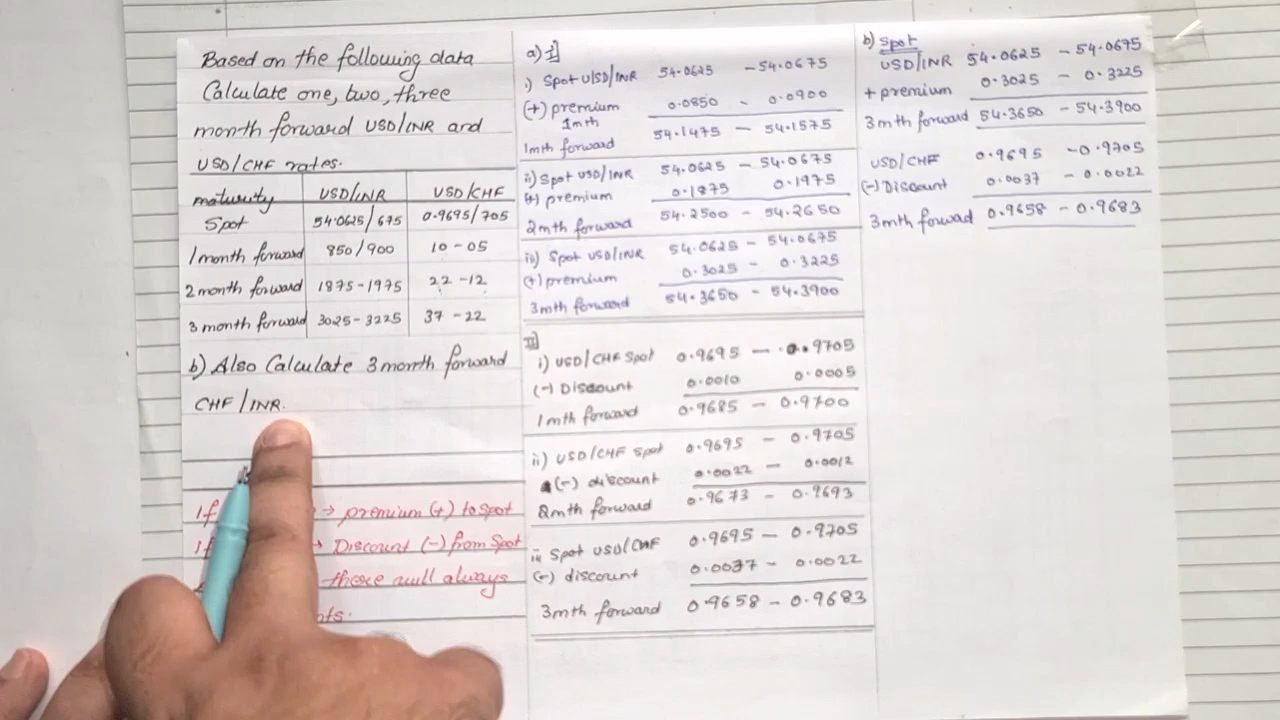 Based on the following data
Calculate one, two, three
month forward USD/INR and
USD/CHF rates.
maturity USD/INR USD/CHF
Spot 54.0625/675 0.9695/705
1month forward 850/900 10-05
2month forward 1875-1975 22-12
3month forward 3025-3225 37-22
b) Also Calculate 3 month forward
CHF/INR.
If → premium (+) to Spot
If → Discount (-) from Spot
there null always
nts.
a) I]
i) Spot USD/INR 54.0625 - 54.0675
(+) premium 0.0850 - 0.0900
1mth
1mth forward 54.1475 - 54.1575
ii) Spot USD/INR 54.0625 - 54.0675
(+) premium 0.1875 0.1975
2mth forward 54.2500 - 54.2650
iii) Spot USD/INR 54.0625 - 54.0675
(+) premium 0.3025 - 0.3225
3mth forward 54.3650 - 54.3900
II]
i) USD/CHF Spot 0.9695 - 0.9705
(-) Discount 0.0010 0.0005
1mth forward 0.9685 - 0.9700
ii) USD/CHF Spot 0.9695 - 0.9705
(-) discount 0.0022 - 0.0012
2mth forward 0.9673 - 0.9693
iii Spot USD/CHF 0.9695 - 0.9705
(-) discount 0.0037 - 0.0022
3mth forward 0.9658 - 0.9683
b) Spot
USD/INR 54.0625 - 54.0675
+ premium 0.3025 - 0.3225
3mth forward 54.3650 - 54.3900
USD/CHF 0.9695 - 0.9705
(-) Discount 0.0037 - 0.0022
3mth forward 0.9658 - 0.9683